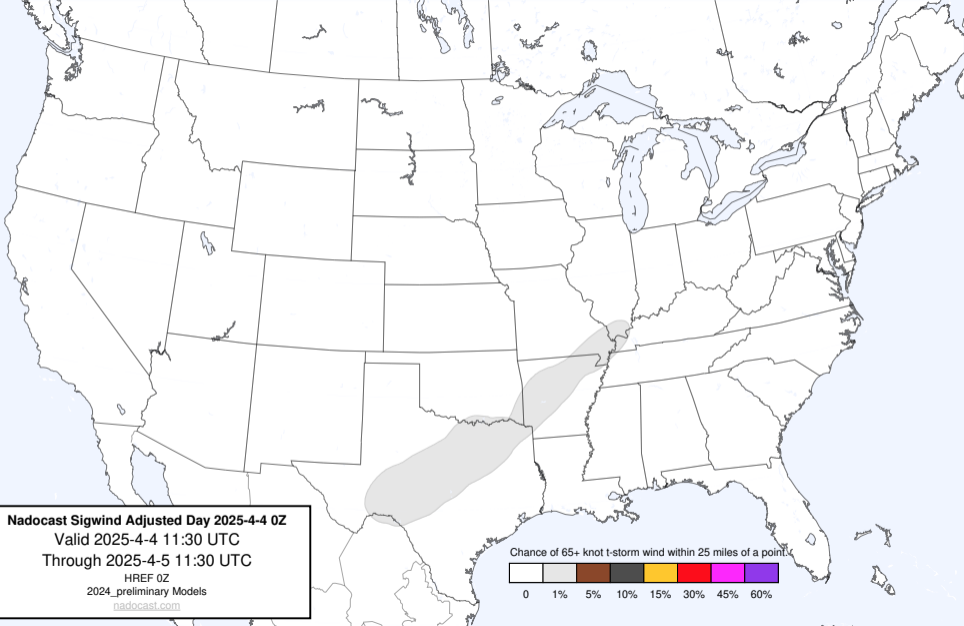 Nadocast Sigwind Adjusted Day 2025-4-4 0Z
Valid 2025-4-4 11:30 UTC
Through 2025-4-5 11:30 UTC
HREF 0Z
2024_preliminary Models
nadocast.com
Chance of 65+ knot t-storm wind within 25 miles of a point.
0 1% 5% 10% 15% 30% 45% 60%